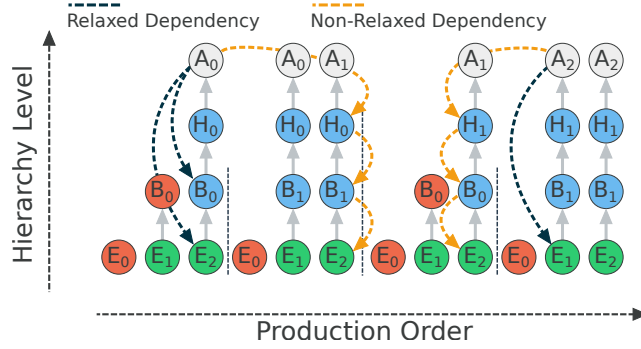 Relaxed Dependency Non-Relaxed Dependency
Hierarchy Level
A₀ A₀ A₁ A₁ A₂ A₂
H₀ H₀ H₀ H₁ H₁ H₁
B₀ B₀ B₁ B₁ B₀ B₀ B₁ B₁
E₀ E₁ E₂ E₀ E₁ E₂ E₀ E₁ E₂ E₀ E₁ E₂
Production Order